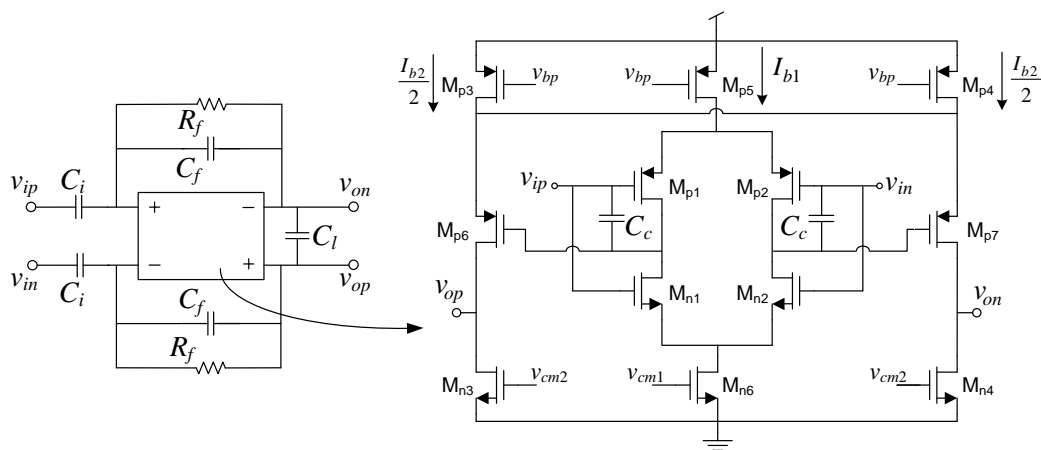 R_f
C_f
v_ip C_i + − v_on
C_l
v_in C_i − + v_op
C_f
R_f
I_b2/2 M_p3 v_bp v_bp M_p5 I_b1 v_bp M_p4 I_b2/2
v_ip M_p1 M_p2 v_in
C_c C_c
M_p6 M_p7
v_op M_n1 M_n2 v_on
M_n3 v_cm2 v_cm1 M_n6 v_cm2 M_n4